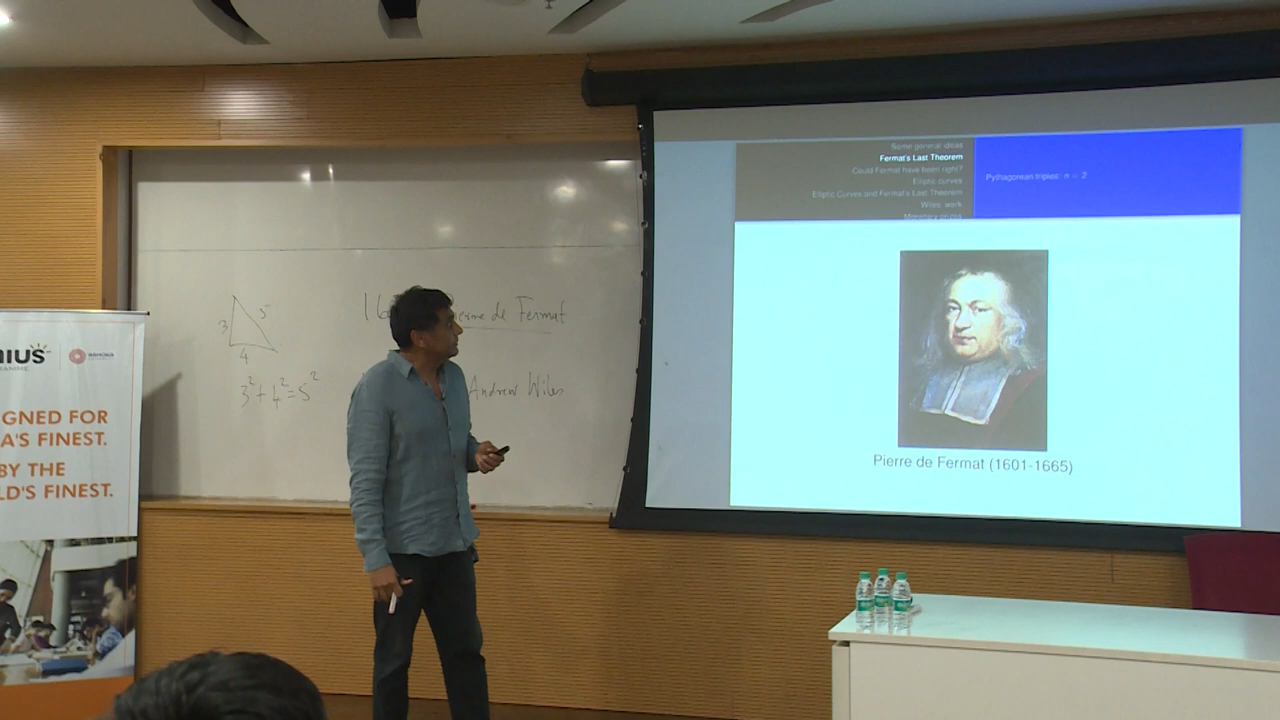 NIUS
ASHOKA
GNED FOR
A'S FINEST.
BY THE
LD'S FINEST.
3
5
4
3²+4²=5²
de Fermat
Andrew Wiles
Some general ideas
Fermat's Last Theorem
Could Fermat have been right?
Elliptic curves
Elliptic Curves and Fermat's Last Theorem
Wiles' work
Pythagorean triples: n = 2
Pierre de Fermat (1601-1665)